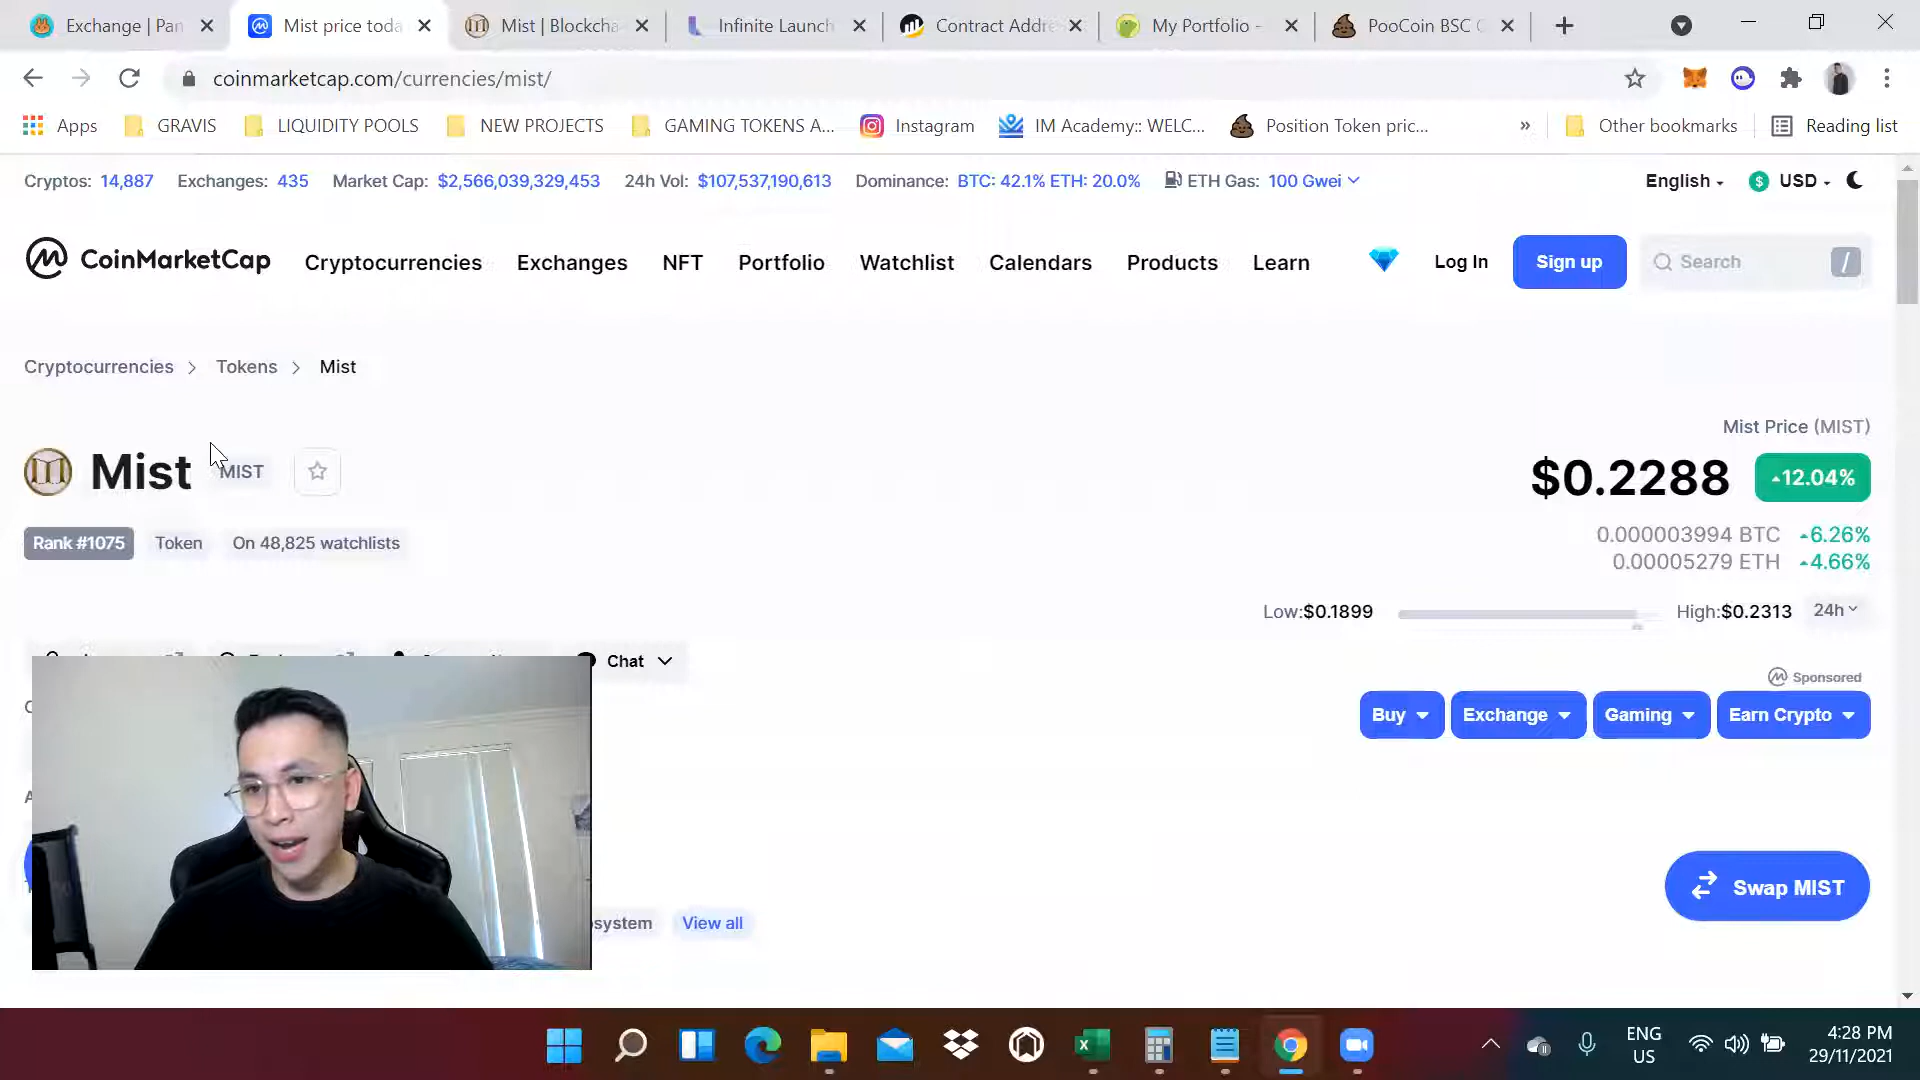 Exchange | Pan
Mist price toda
Mist | Blockcha
Infinite Launch
Contract Addre
My Portfolio -
PooCoin BSC C
coinmarketcap.com/currencies/mist/
Apps
GRAVIS
LIQUIDITY POOLS
NEW PROJECTS
GAMING TOKENS A...
Instagram
IM Academy:: WELC...
Position Token pric...
»
Other bookmarks
Reading list
Cryptos: 14,887 Exchanges: 435 Market Cap: $2,566,039,329,453 24h Vol: $107,537,190,613 Dominance: BTC: 42.1% ETH: 20.0% ETH Gas: 100 Gwei
English
USD
CoinMarketCap
Cryptocurrencies Exchanges NFT Portfolio Watchlist Calendars Products Learn
Log In
Sign up
Search /
Cryptocurrencies > Tokens > Mist
Mist MIST
Rank #1075 Token On 48,825 watchlists
Mist Price (MIST)
$0.2288 12.04%
0.000003994 BTC 6.26%
0.00005279 ETH 4.66%
Low:$0.1899 High:$0.2313 24h
Chat
Sponsored
Buy Exchange Gaming Earn Crypto
Swap MIST
system View all
ENG
US
4:28 PM
29/11/2021